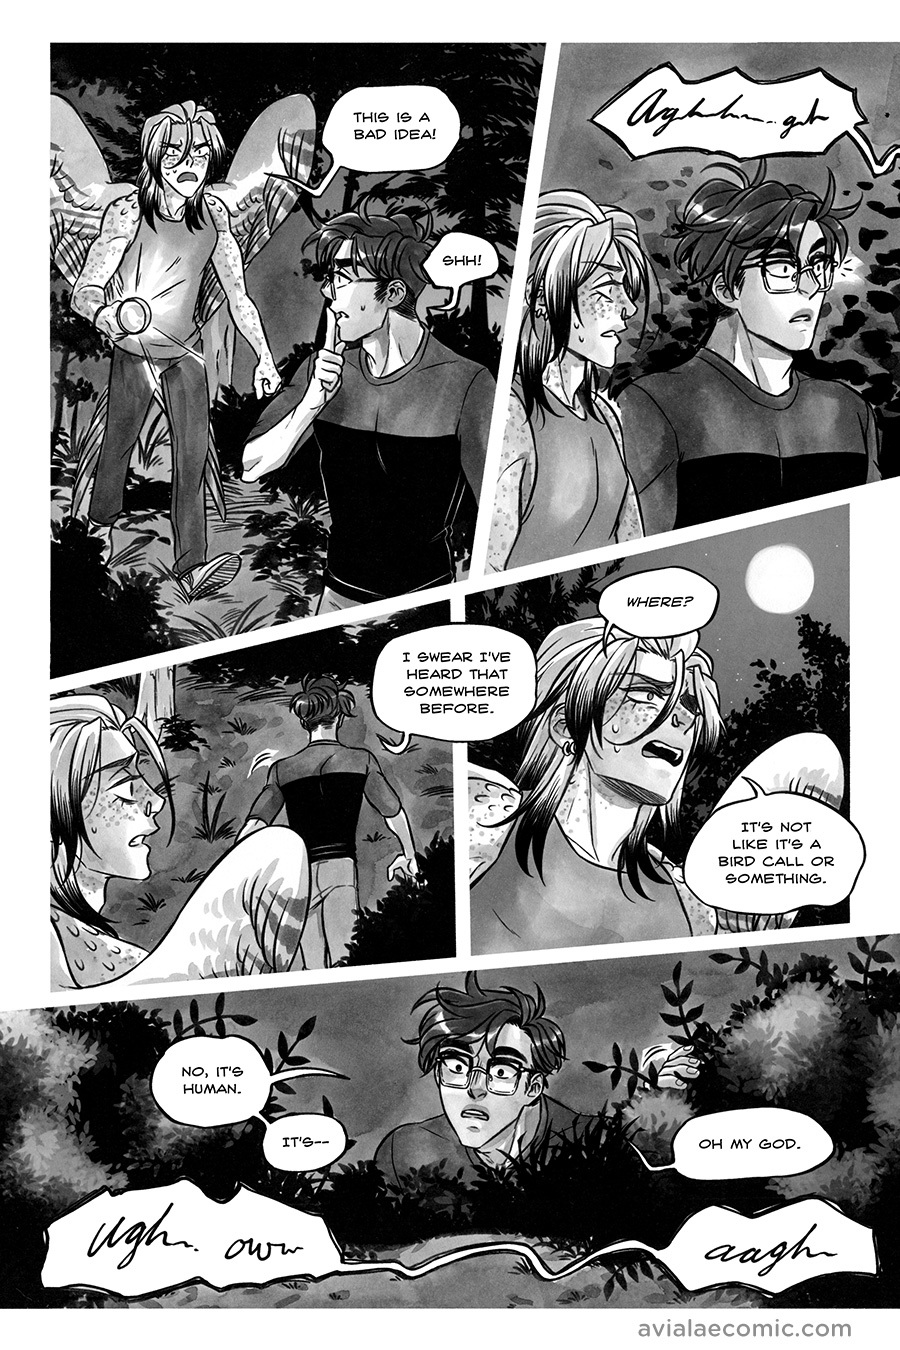 THIS IS A
BAD IDEA!
SHH!
Aghhh... gh
I SWEAR I'VE
HEARD THAT
SOMEWHERE
BEFORE.
WHERE?
IT'S NOT
LIKE IT'S A
BIRD CALL OR
SOMETHING.
NO, IT'S
HUMAN.
IT'S--
OH MY GOD.
Ugh.. oww
aagh
avialaecomic.com